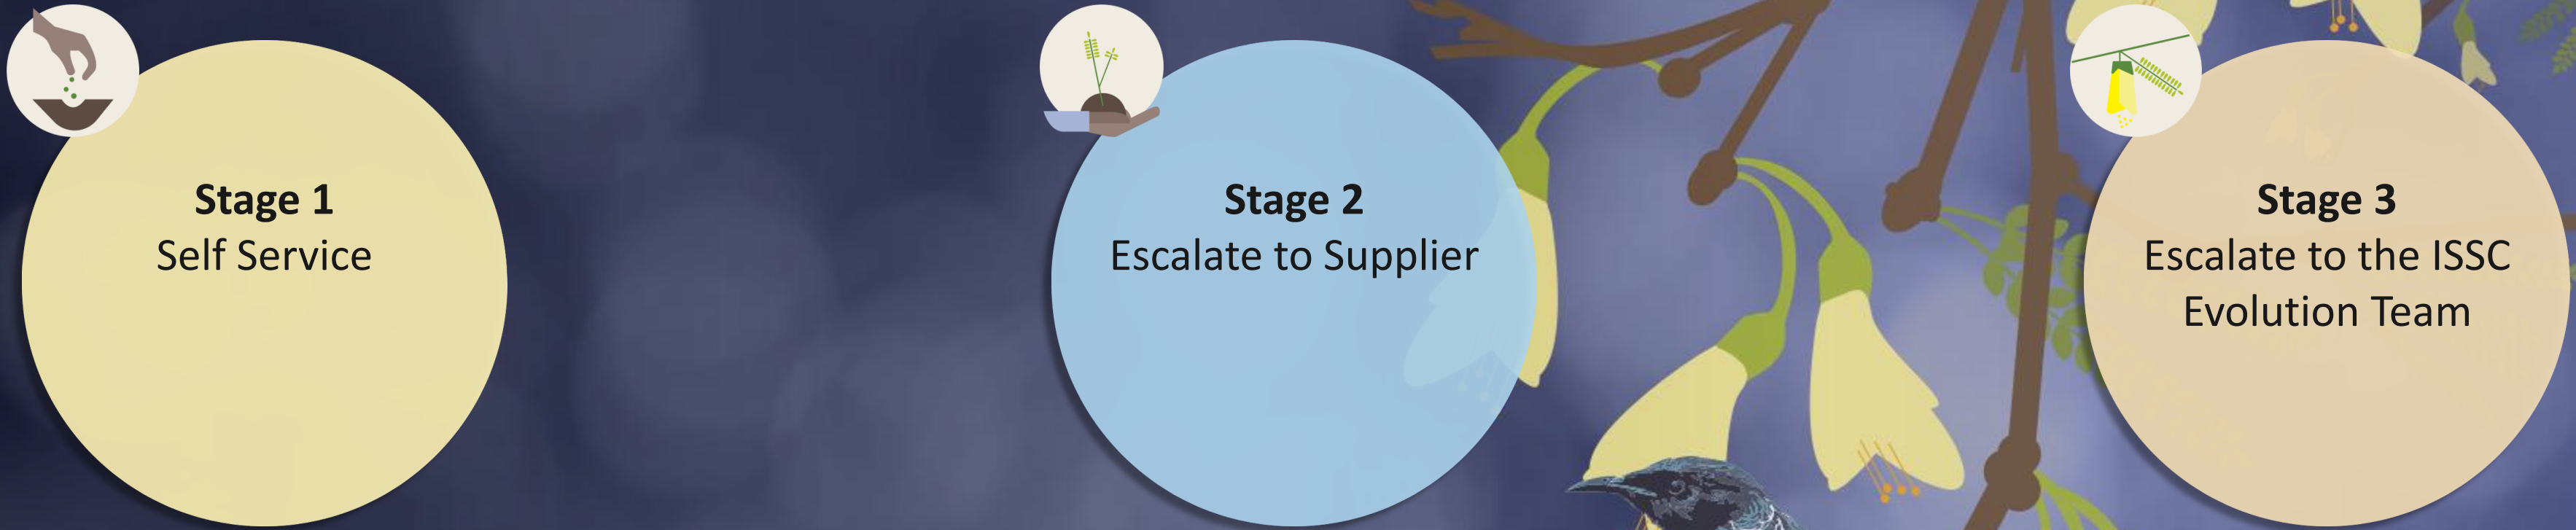 Stage 1
Self Service
Stage 2
Escalate to Supplier
Stage 3
Escalate to the ISSC
Evolution Team